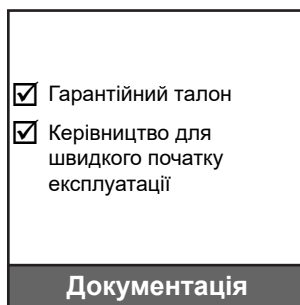 Гарантійний талон
Керівництво для
швидкого початку
експлуатації
Документація